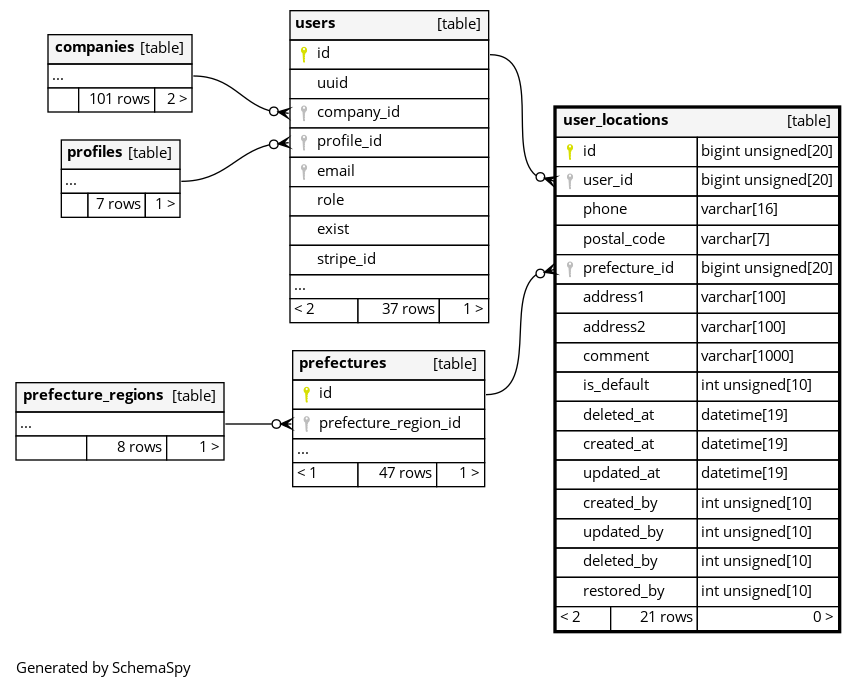 companies [table]
...
101 rows 2 >
profiles [table]
...
7 rows 1 >
users [table]
id
uuid
company_id
profile_id
email
role
exist
stripe_id
...
< 2 37 rows 1 >
prefecture_regions [table]
...
8 rows 1 >
prefectures [table]
id
prefecture_region_id
...
< 1 47 rows 1 >
user_locations [table]
id bigint unsigned[20]
user_id bigint unsigned[20]
phone varchar[16]
postal_code varchar[7]
prefecture_id bigint unsigned[20]
address1 varchar[100]
address2 varchar[100]
comment varchar[1000]
is_default int unsigned[10]
deleted_at datetime[19]
created_at datetime[19]
updated_at datetime[19]
created_by int unsigned[10]
updated_by int unsigned[10]
deleted_by int unsigned[10]
restored_by int unsigned[10]
< 2 21 rows 0 >
Generated by SchemaSpy